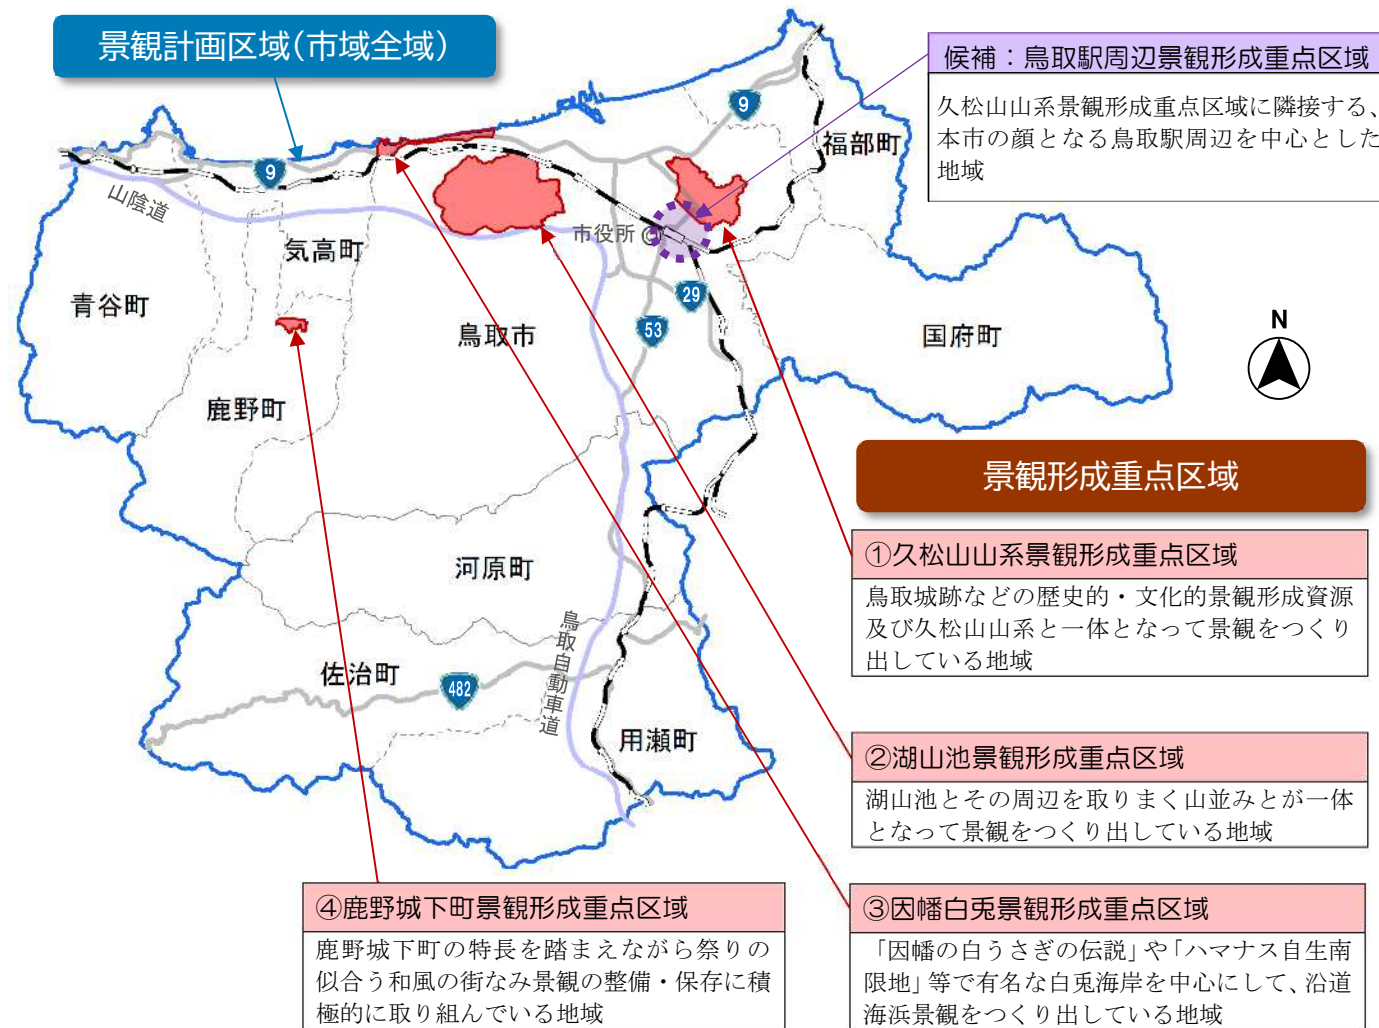 景観計画区域(市域全域)
候補：鳥取駅周辺景観形成重点区域
久松山山系景観形成重点区域に隣接する、
本市の顔となる鳥取駅周辺を中心とした
地域
9
福部町
9
山陰道
市役所
気高町
青谷町
29
鳥取市
53
国府町
N
鹿野町
景観形成重点区域
①久松山山系景観形成重点区域
鳥取城跡などの歴史的・文化的景観形成資源
及び久松山山系と一体となって景観をつくり
出している地域
河原町
鳥取自動車道
佐治町
482
用瀬町
②湖山池景観形成重点区域
湖山池とその周辺を取りまく山並みとが一体
となって景観をつくり出している地域
④鹿野城下町景観形成重点区域
鹿野城下町の特長を踏まえながら祭りの
似合う和風の街なみ景観の整備・保存に積
極的に取り組んでいる地域
③因幡白兎景観形成重点区域
「因幡の白うさぎの伝説」や「ハマナス自生南
限地」等で有名な白兎海岸を中心にして、沿道
海浜景観をつくり出している地域